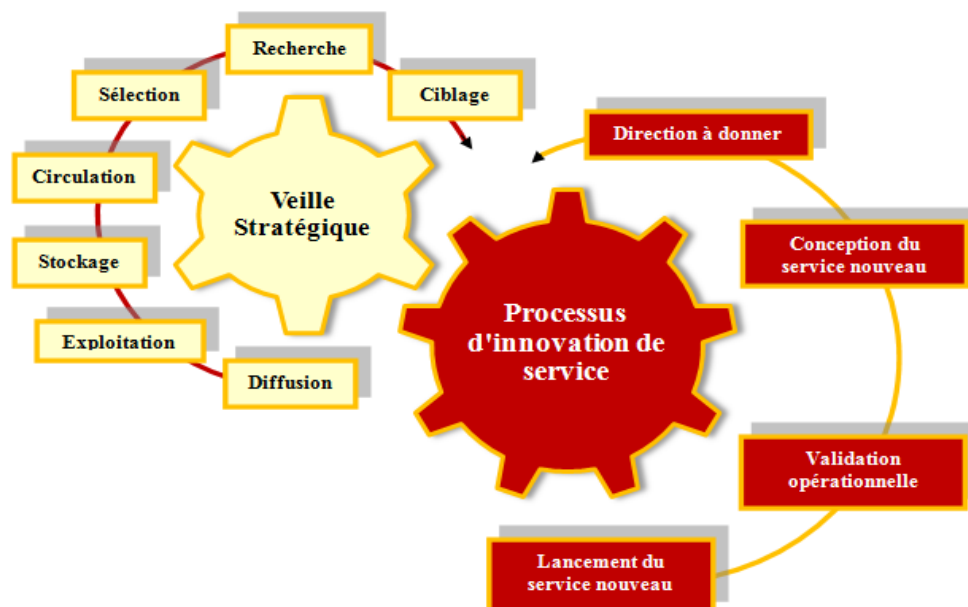 Recherche
Sélection
Ciblage
Circulation
Stockage
Exploitation
Diffusion
Veille
Stratégique
Direction à donner
Conception du
service nouveau
Validation
opérationnelle
Lancement du
service nouveau
Processus
d'innovation de
service